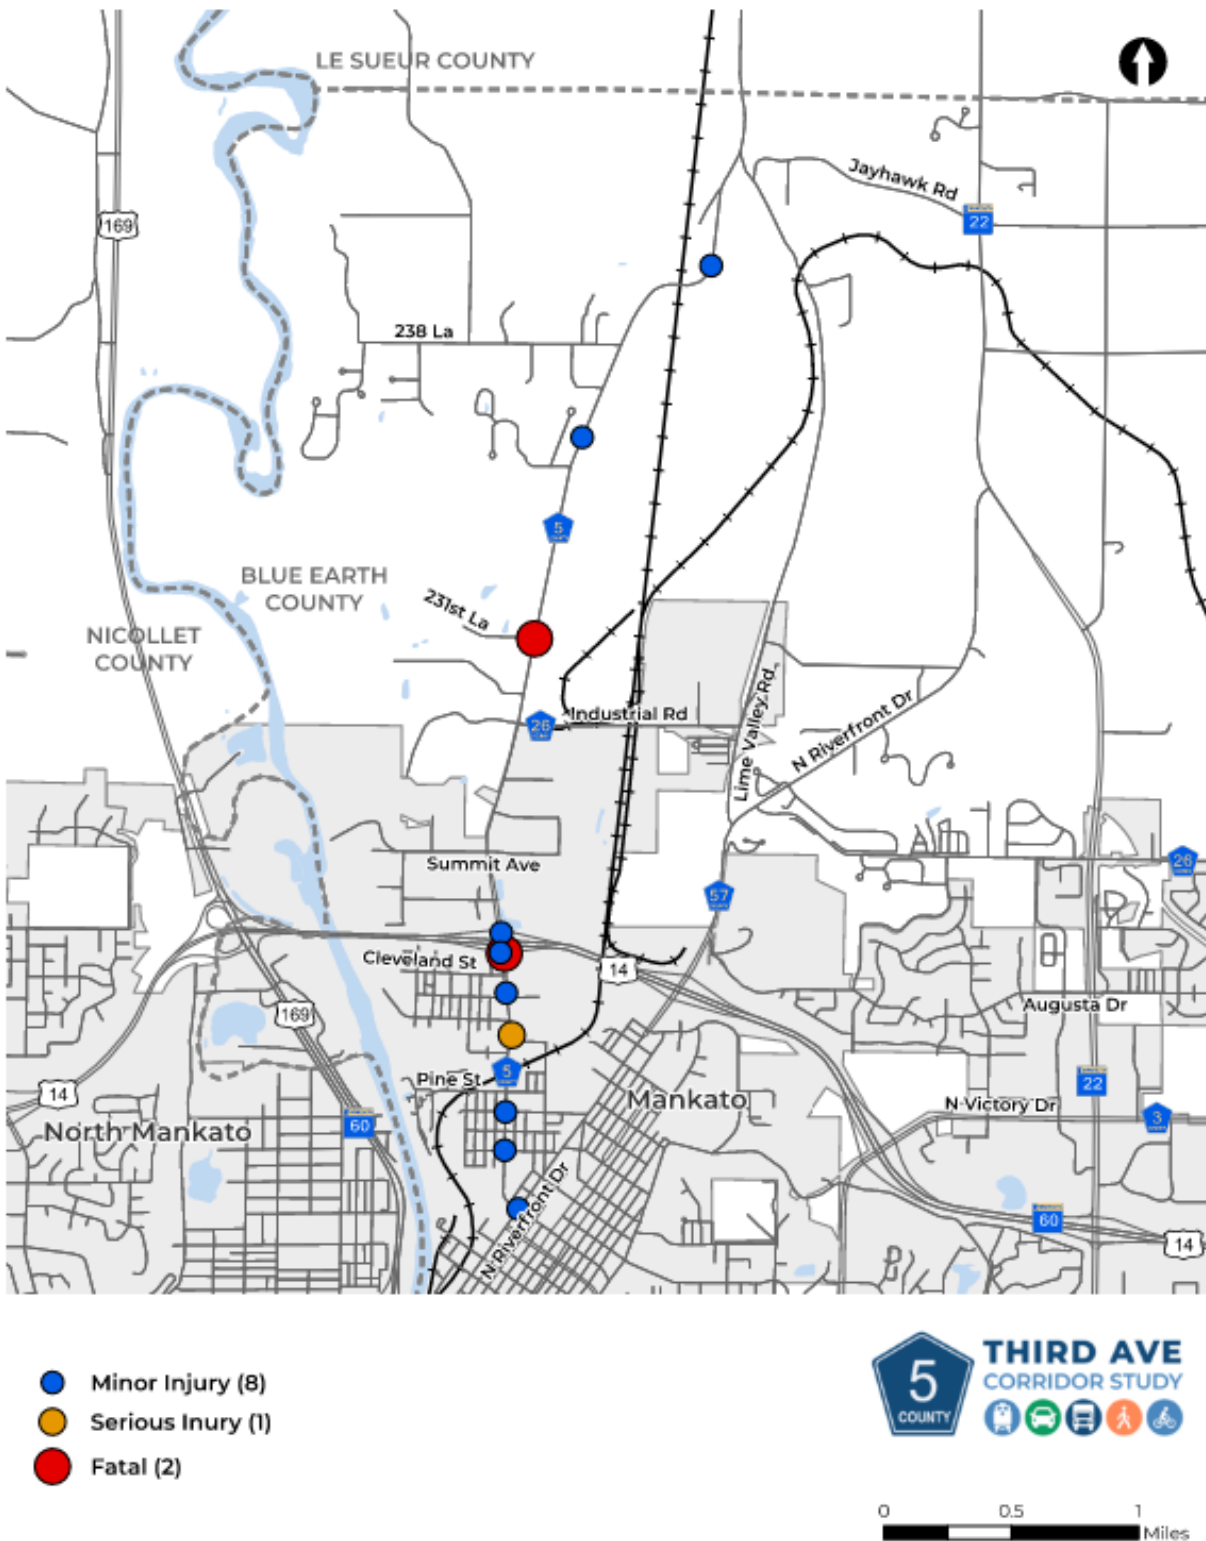 LE SUEUR COUNTY
Jayhawk Rd
169
22
238 La
5
BLUE EARTH
COUNTY
231st La
NICOLLET
COUNTY
26
Industrial Rd
Lime Valley Rd
N Riverfront Dr
Summit Ave
26
57
Cleveland St
14
169
Augusta Dr
5
Pine St
22
14
Mankato
N Victory Dr
3
60
North Mankato
N Riverfront Dr
60
14
Minor Injury (8)
Serious Inury (1)
Fatal (2)
5
COUNTY
THIRD AVE
CORRIDOR STUDY
0 0.5 1
Miles